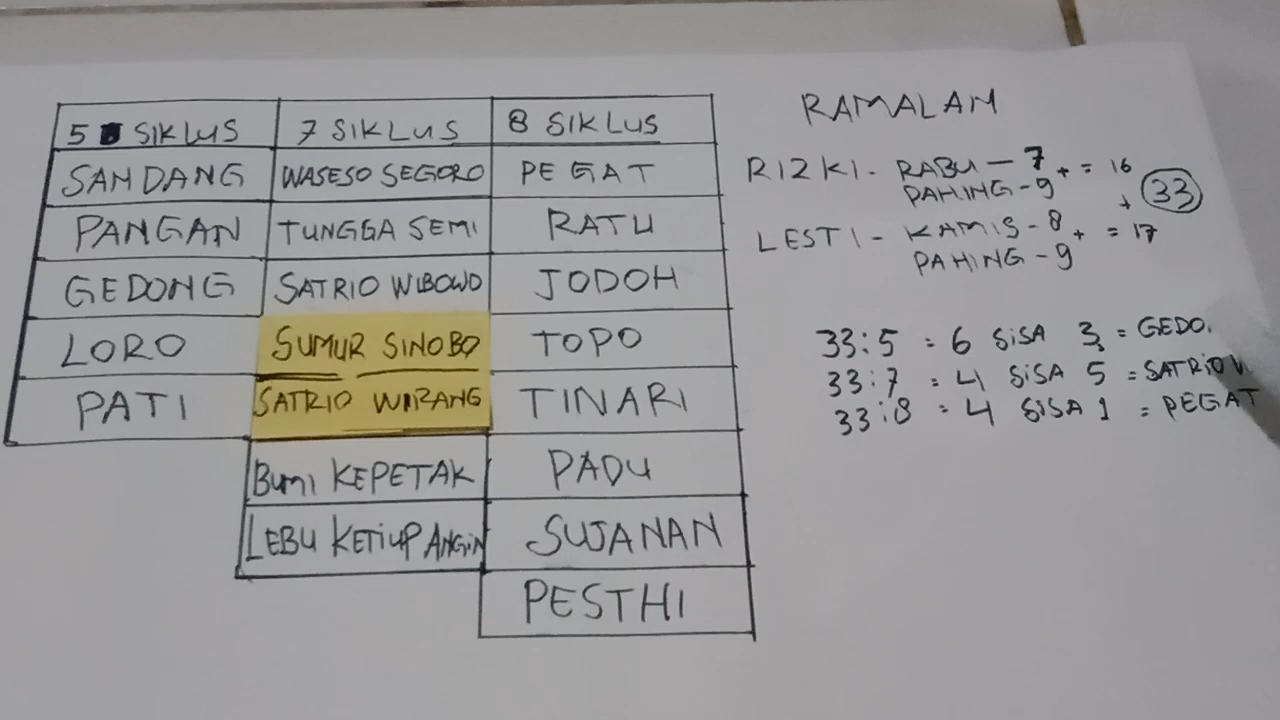 5 SIKLUS 7 SIKLUS 8 SIKLUS
SANDANG WASESO SEGORO PEGAT
PANGAN TUNGGA SEMI RATU
GEDONG SATRIO WIBOWO JODOH
LORO SUMUR SINOBO TOPO
PATI SATRIO WIRANG TINARI
BUMI KEPETAK PADU
LEBU KETIUP ANGIN SUJANAN
PESTHI
RAMALAM
RIZKI - RABU - 7 + = 16
PAHING - 9
+ 33
LESTI - KAMIS - 8 + = 17
PAHING - 9
33:5 = 6 SISA 3 = GEDO
33:7 = 4 SISA 5 = SATRIO W
33:8 = 4 SISA 1 = PEGAT